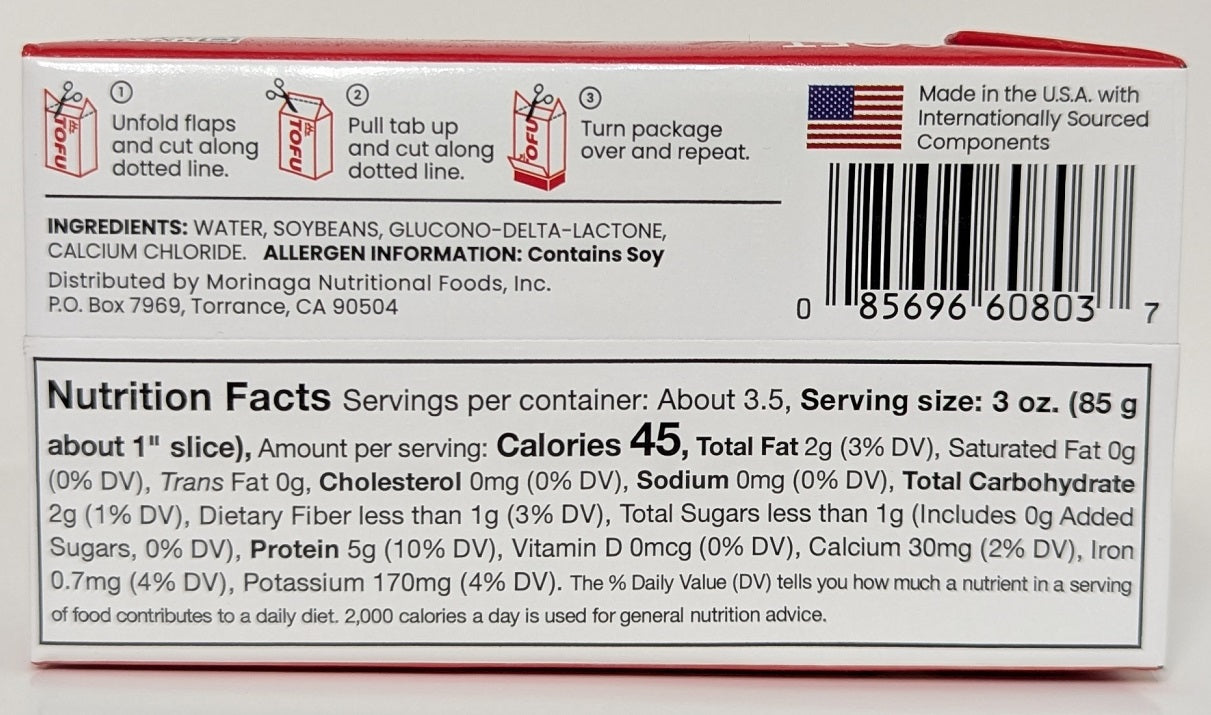 1
Unfold flaps
and cut along
dotted line.
2
Pull tab up
and cut along
dotted line.
3
Turn package
over and repeat.
TOFU
TOFU
Made in the U.S.A. with
Internationally Sourced
Components
INGREDIENTS: WATER, SOYBEANS, GLUCONO-DELTA-LACTONE,
CALCIUM CHLORIDE. ALLERGEN INFORMATION: Contains Soy
Distributed by Morinaga Nutritional Foods, Inc.
P.O. Box 7969, Torrance, CA 90504
0 85696 60803 7
Nutrition Facts Servings per container: About 3.5, Serving size: 3 oz. (85 g
about 1" slice), Amount per serving: Calories 45, Total Fat 2g (3% DV), Saturated Fat 0g
(0% DV), Trans Fat 0g, Cholesterol 0mg (0% DV), Sodium 0mg (0% DV), Total Carbohydrate
2g (1% DV), Dietary Fiber less than 1g (3% DV), Total Sugars less than 1g (Includes 0g Added
Sugars, 0% DV), Protein 5g (10% DV), Vitamin D 0mcg (0% DV), Calcium 30mg (2% DV), Iron
0.7mg (4% DV), Potassium 170mg (4% DV). The % Daily Value (DV) tells you how much a nutrient in a serving
of food contributes to a daily diet. 2,000 calories a day is used for general nutrition advice.